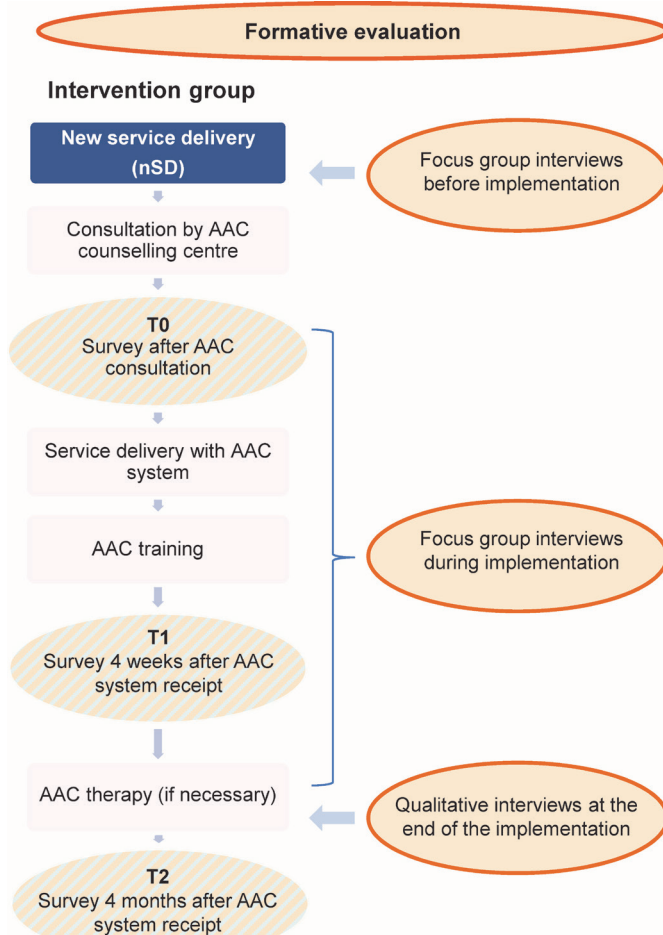 Formative evaluation
Intervention group
New service delivery
(nSD)
Focus group interviews
before implementation
Consultation by AAC
counselling centre
T0
Survey after AAC
consultation
Service delivery with AAC
system
AAC training
Focus group interviews
during implementation
T1
Survey 4 weeks after AAC
system receipt
AAC therapy (if necessary)
Qualitative interviews at the
end of the implementation
T2
Survey 4 months after AAC
system receipt